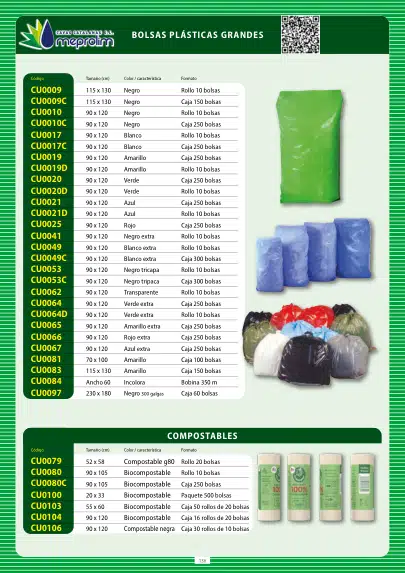 TAPAS CATALANAS S.L.
meprolim
BOLSAS PLÁSTICAS GRANDES
Código Tamaño (cm) Color / característica Formato
CU0009 115 x 130 Negro Rollo 10 bolsas
CU0009C 115 x 130 Negro Caja 150 bolsas
CU0010 90 x 120 Negro Rollo 10 bolsas
CU0010C 90 x 120 Negro Caja 250 bolsas
CU0017 90 x 120 Blanco Rollo 10 bolsas
CU0017C 90 x 120 Blanco Caja 250 bolsas
CU0019 90 x 120 Amarillo Caja 250 bolsas
CU0019D 90 x 120 Amarillo Rollo 10 bolsas
CU0020 90 x 120 Verde Caja 250 bolsas
CU0020D 90 x 120 Verde Rollo 10 bolsas
CU0021 90 x 120 Azul Caja 250 bolsas
CU0021D 90 x 120 Azul Rollo 10 bolsas
CU0025 90 x 120 Rojo Caja 250 bolsas
CU0041 90 x 120 Negro extra Rollo 10 bolsas
CU0049 90 x 120 Blanco extra Rollo 10 bolsas
CU0049C 90 x 120 Blanco extra Caja 300 bolsas
CU0053 90 x 120 Negro tricapa Rollo 10 bolsas
CU0053C 90 x 120 Negro tripaca Caja 300 bolsas
CU0062 90 x 120 Transparente Rollo 10 bolsas
CU0064 90 x 120 Verde extra Caja 250 bolsas
CU0064D 90 x 120 Verde extra Rollo 10 bolsas
CU0065 90 x 120 Amarillo extra Caja 250 bolsas
CU0066 90 x 120 Rojo extra Caja 250 bolsas
CU0067 90 x 120 Azul extra Caja 250 bolsas
CU0081 70 x 100 Amarillo Caja 100 bolsas
CU0083 115 x 130 Amarillo Caja 150 bolsas
CU0084 Ancho 60 Incolora Bobina 350 m
CU0097 230 x 180 Negro 500 galgas Caja 60 bolsas
COMPOSTABLES
Código Tamaño (cm) Color / característica Formato
CU0079 52 x 58 Compostable g80 Rollo 20 bolsas
CU0080 90 x 105 Biocompostable Rollo 10 bolsas
CU0080C 90 x 105 Biocompostable Caja 250 bolsas
CU0100 20 x 33 Biocompostable Paquete 500 bolsas
CU0103 55 x 60 Biocompostable Caja 50 rollos de 20 bolsas
CU0104 90 x 120 Biocompostable Caja 16 rollos de 20 bolsas
CU0106 90 x 120 Compostable negra Caja 30 rollos de 10 bolsas
100%